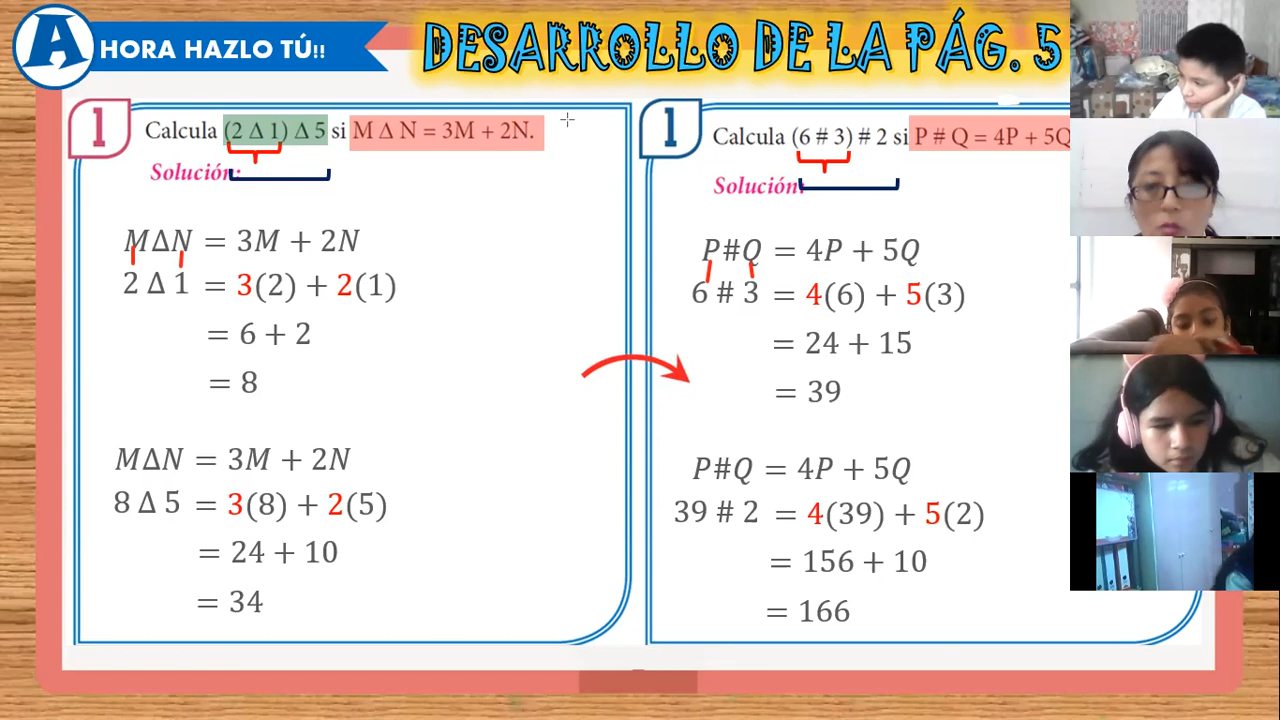 A HORA HAZLO TÚ!!
DESARROLLO DE LA PÁG. 5
1
Calcula (2 Δ 1) Δ 5 si M Δ N = 3M + 2N.
Solución:
MΔN = 3M + 2N
2 Δ 1 = 3(2) + 2(1)
= 6 + 2
= 8
MΔN = 3M + 2N
8 Δ 5 = 3(8) + 2(5)
= 24 + 10
= 34
1
Calcula (6 # 3) # 2 si P # Q = 4P + 5Q
Solución:
P#Q = 4P + 5Q
6 # 3 = 4(6) + 5(3)
= 24 + 15
= 39
P#Q = 4P + 5Q
39 # 2 = 4(39) + 5(2)
= 156 + 10
= 166